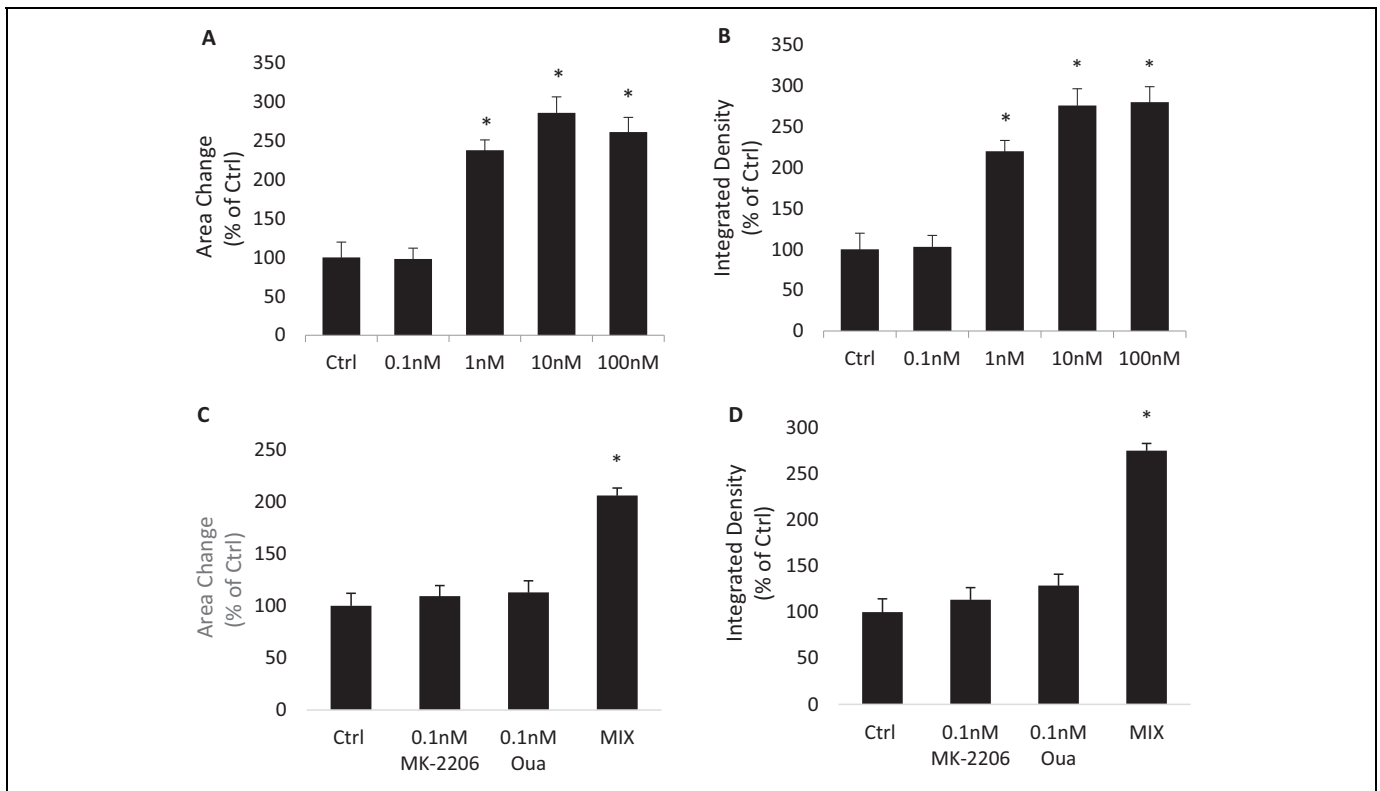 A
Area Change
(% of Ctrl)
350
300
250
200
150
100
50
0
*
*
*
Ctrl 0.1nM 1nM 10nM 100nM
B
Integrated Density
(% of Ctrl)
350
300
250
200
150
100
50
0
*
*
*
Ctrl 0.1nM 1nM 10nM 100nM
C
Area Change
(% of Ctrl)
250
200
150
100
50
0
*
Ctrl 0.1nM 0.1nM MIX
MK-2206 Oua
D
Integrated Density
(% of Ctrl)
300
250
200
150
100
50
0
*
Ctrl 0.1nM 0.1nM MIX
MK-2206 Oua